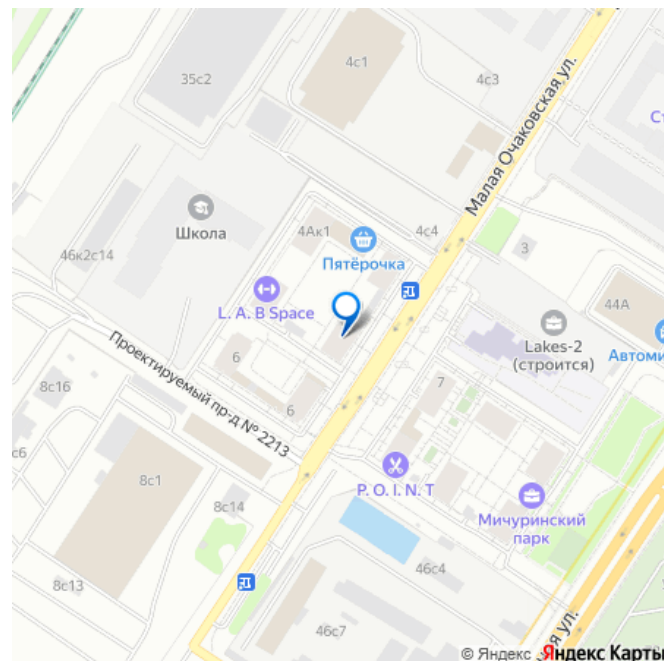 35с2
4с1
4с3
Ст
Малая Очаковская ул.
Школа
4Ак1
4с4
3
Пятёрочка
46к2с14
44А
L. A. B Space
Lakes-2
(строится)
Автоми
Проектируемый пр-д № 2213
6
7
8с16
6
с6
8с1
P. O. I. N. T
8с14
Мичуринский
парк
46с4
8с13
46с7
ая ул.
© Яндекс Яндекс Карты